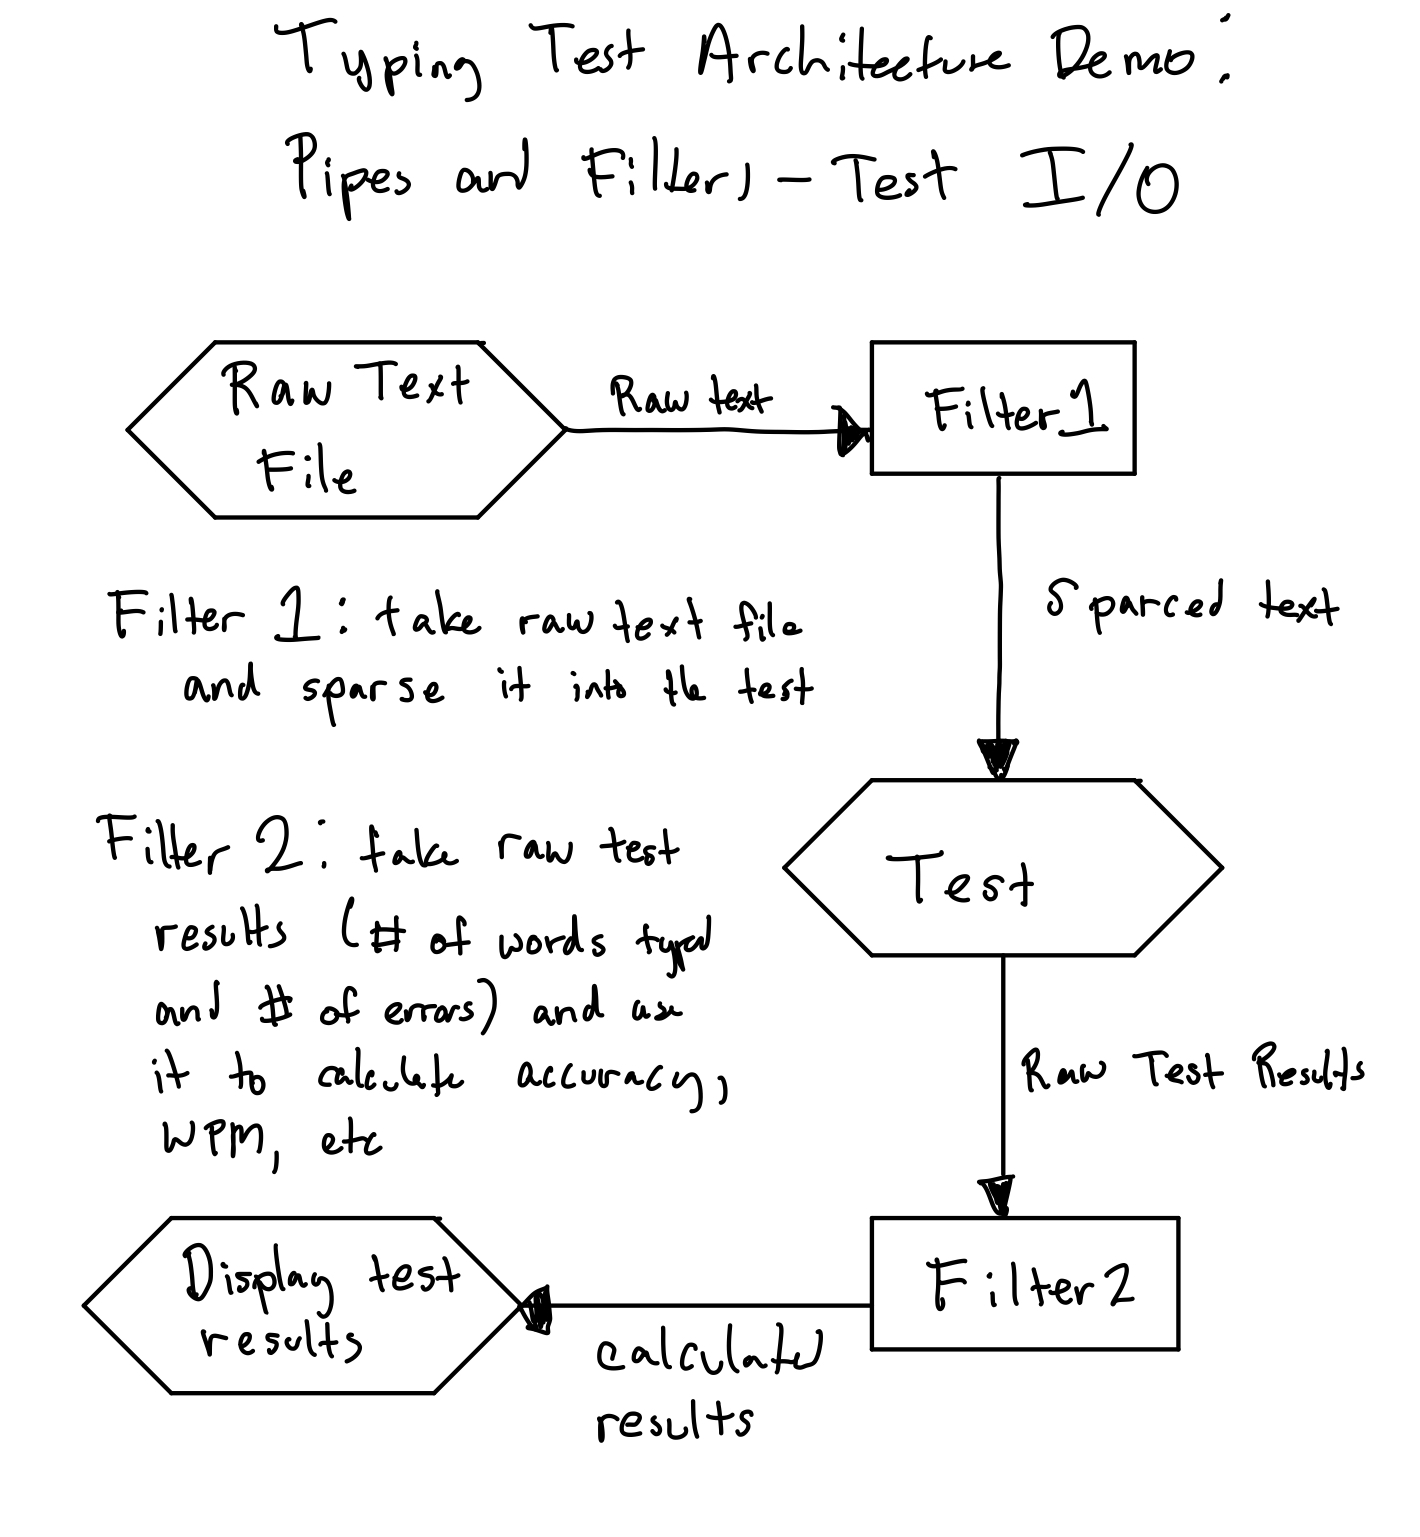 Typing Test Architecture Demo:
Pipes and Filters - Test I/O
Raw Text
File
Raw text
Filter 1
Sparced text
Filter 1: take raw text file
and sparse it into the test
Test
Filter 2: take raw test
results (# of words typed
and # of errors) and use
it to calculate accuracy,
WPM, etc
Raw Test Results
Filter 2
calculated
results
Display test
results